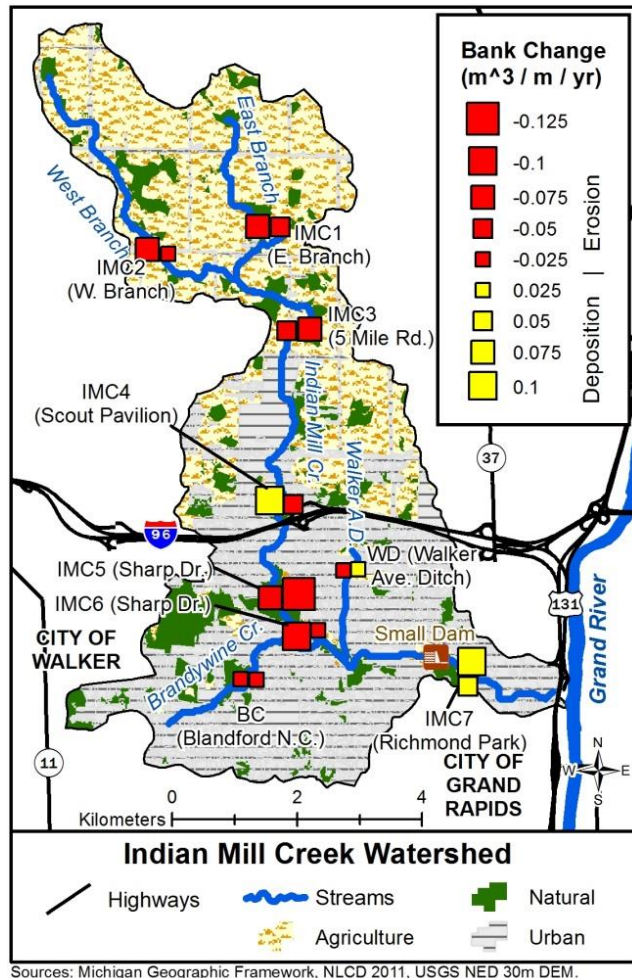 Bank Change
(m^3 / m / yr)
-0.125
-0.1
-0.075
-0.05
-0.025
0.025
0.05
0.075
0.1
Deposition | Erosion
East Branch
West Branch
IMC1
(E. Branch)
IMC2
(W. Branch)
IMC3
(5 Mile Rd.)
Indian Mill Cr.
IMC4
(Scout Pavilion)
Walker A.D
37
96
WD (Walker
Ave. Ditch)
IMC5 (Sharp Dr.)
IMC6 (Sharp Dr.)
131
Grand River
CITY OF
WALKER
Small Dam
Brandywine Cr.
BC
(Blandford N.C.)
IMC7
(Richmond Park)
11
CITY OF
GRAND
RAPIDS
N
W
E
S
0
2
4
Kilometers
Indian Mill Creek Watershed
Highways
Streams
Natural
Agriculture
Urban
Sources: Michigan Geographic Framework, NLCD 2011, USGS NED 30m DEM.